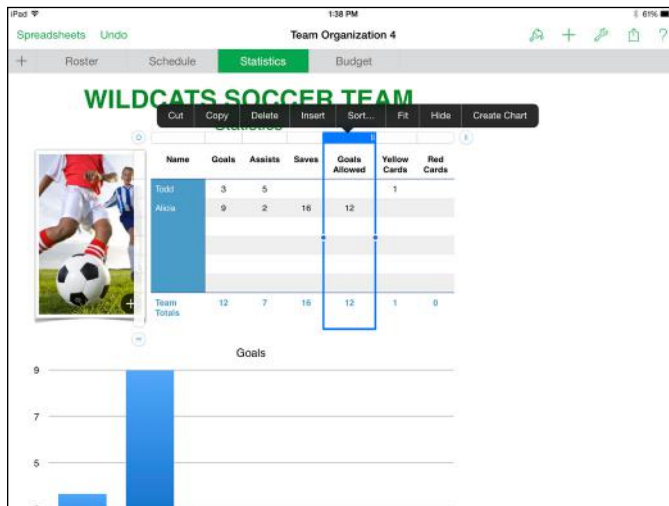 iPad 1:38 PM 61%
Spreadsheets Undo Team Organization 4 ?
Roster Schedule Statistics Budget
WILDCATS SOCCER TEAM
Cut Copy Delete Insert Sort... Fit Hide Create Chart
Statistics
Name Goals Assists Saves Goals Allowed Yellow Cards Red Cards
Todd 3 5 1
Alicia 9 2 16 12
Team Totals 12 7 16 12 1 0
Goals
9
7
5